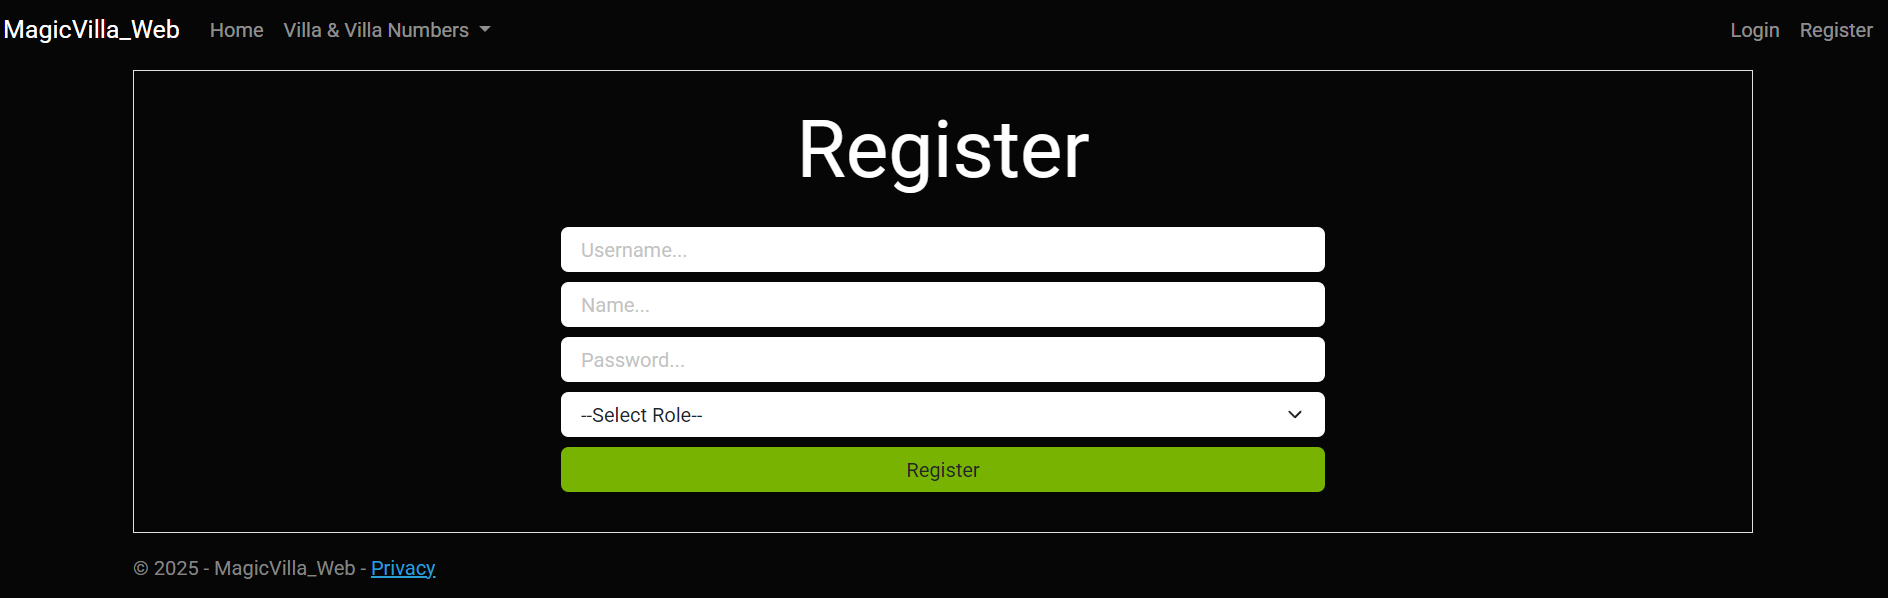 MagicVilla_Web Home Villa & Villa Numbers Login Register
Register
Username...
Name...
Password...
--Select Role--
Register
© 2025 - MagicVilla_Web - Privacy